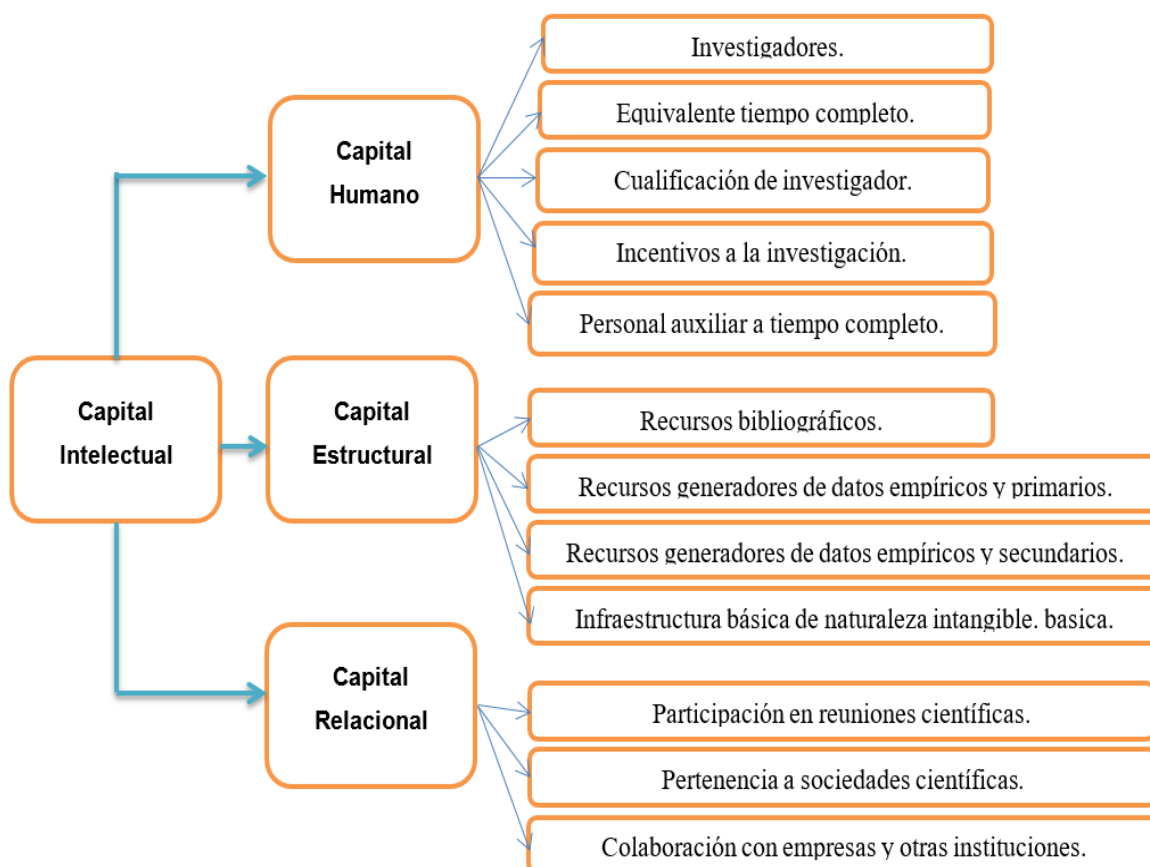 Capital
Intelectual
Capital
Humano
Investigadores.
Equivalente tiempo completo.
Cualificación de investigador.
Incentivos a la investigación.
Personal auxiliar a tiempo completo.
Capital
Estructural
Recursos bibliográficos.
Recursos generadores de datos empíricos y primarios.
Recursos generadores de datos empíricos y secundarios.
Infraestructura básica de naturaleza intangible. basica.
Capital
Relacional
Participación en reuniones científicas.
Pertenencia a sociedades científicas.
Colaboración con empresas y otras instituciones.